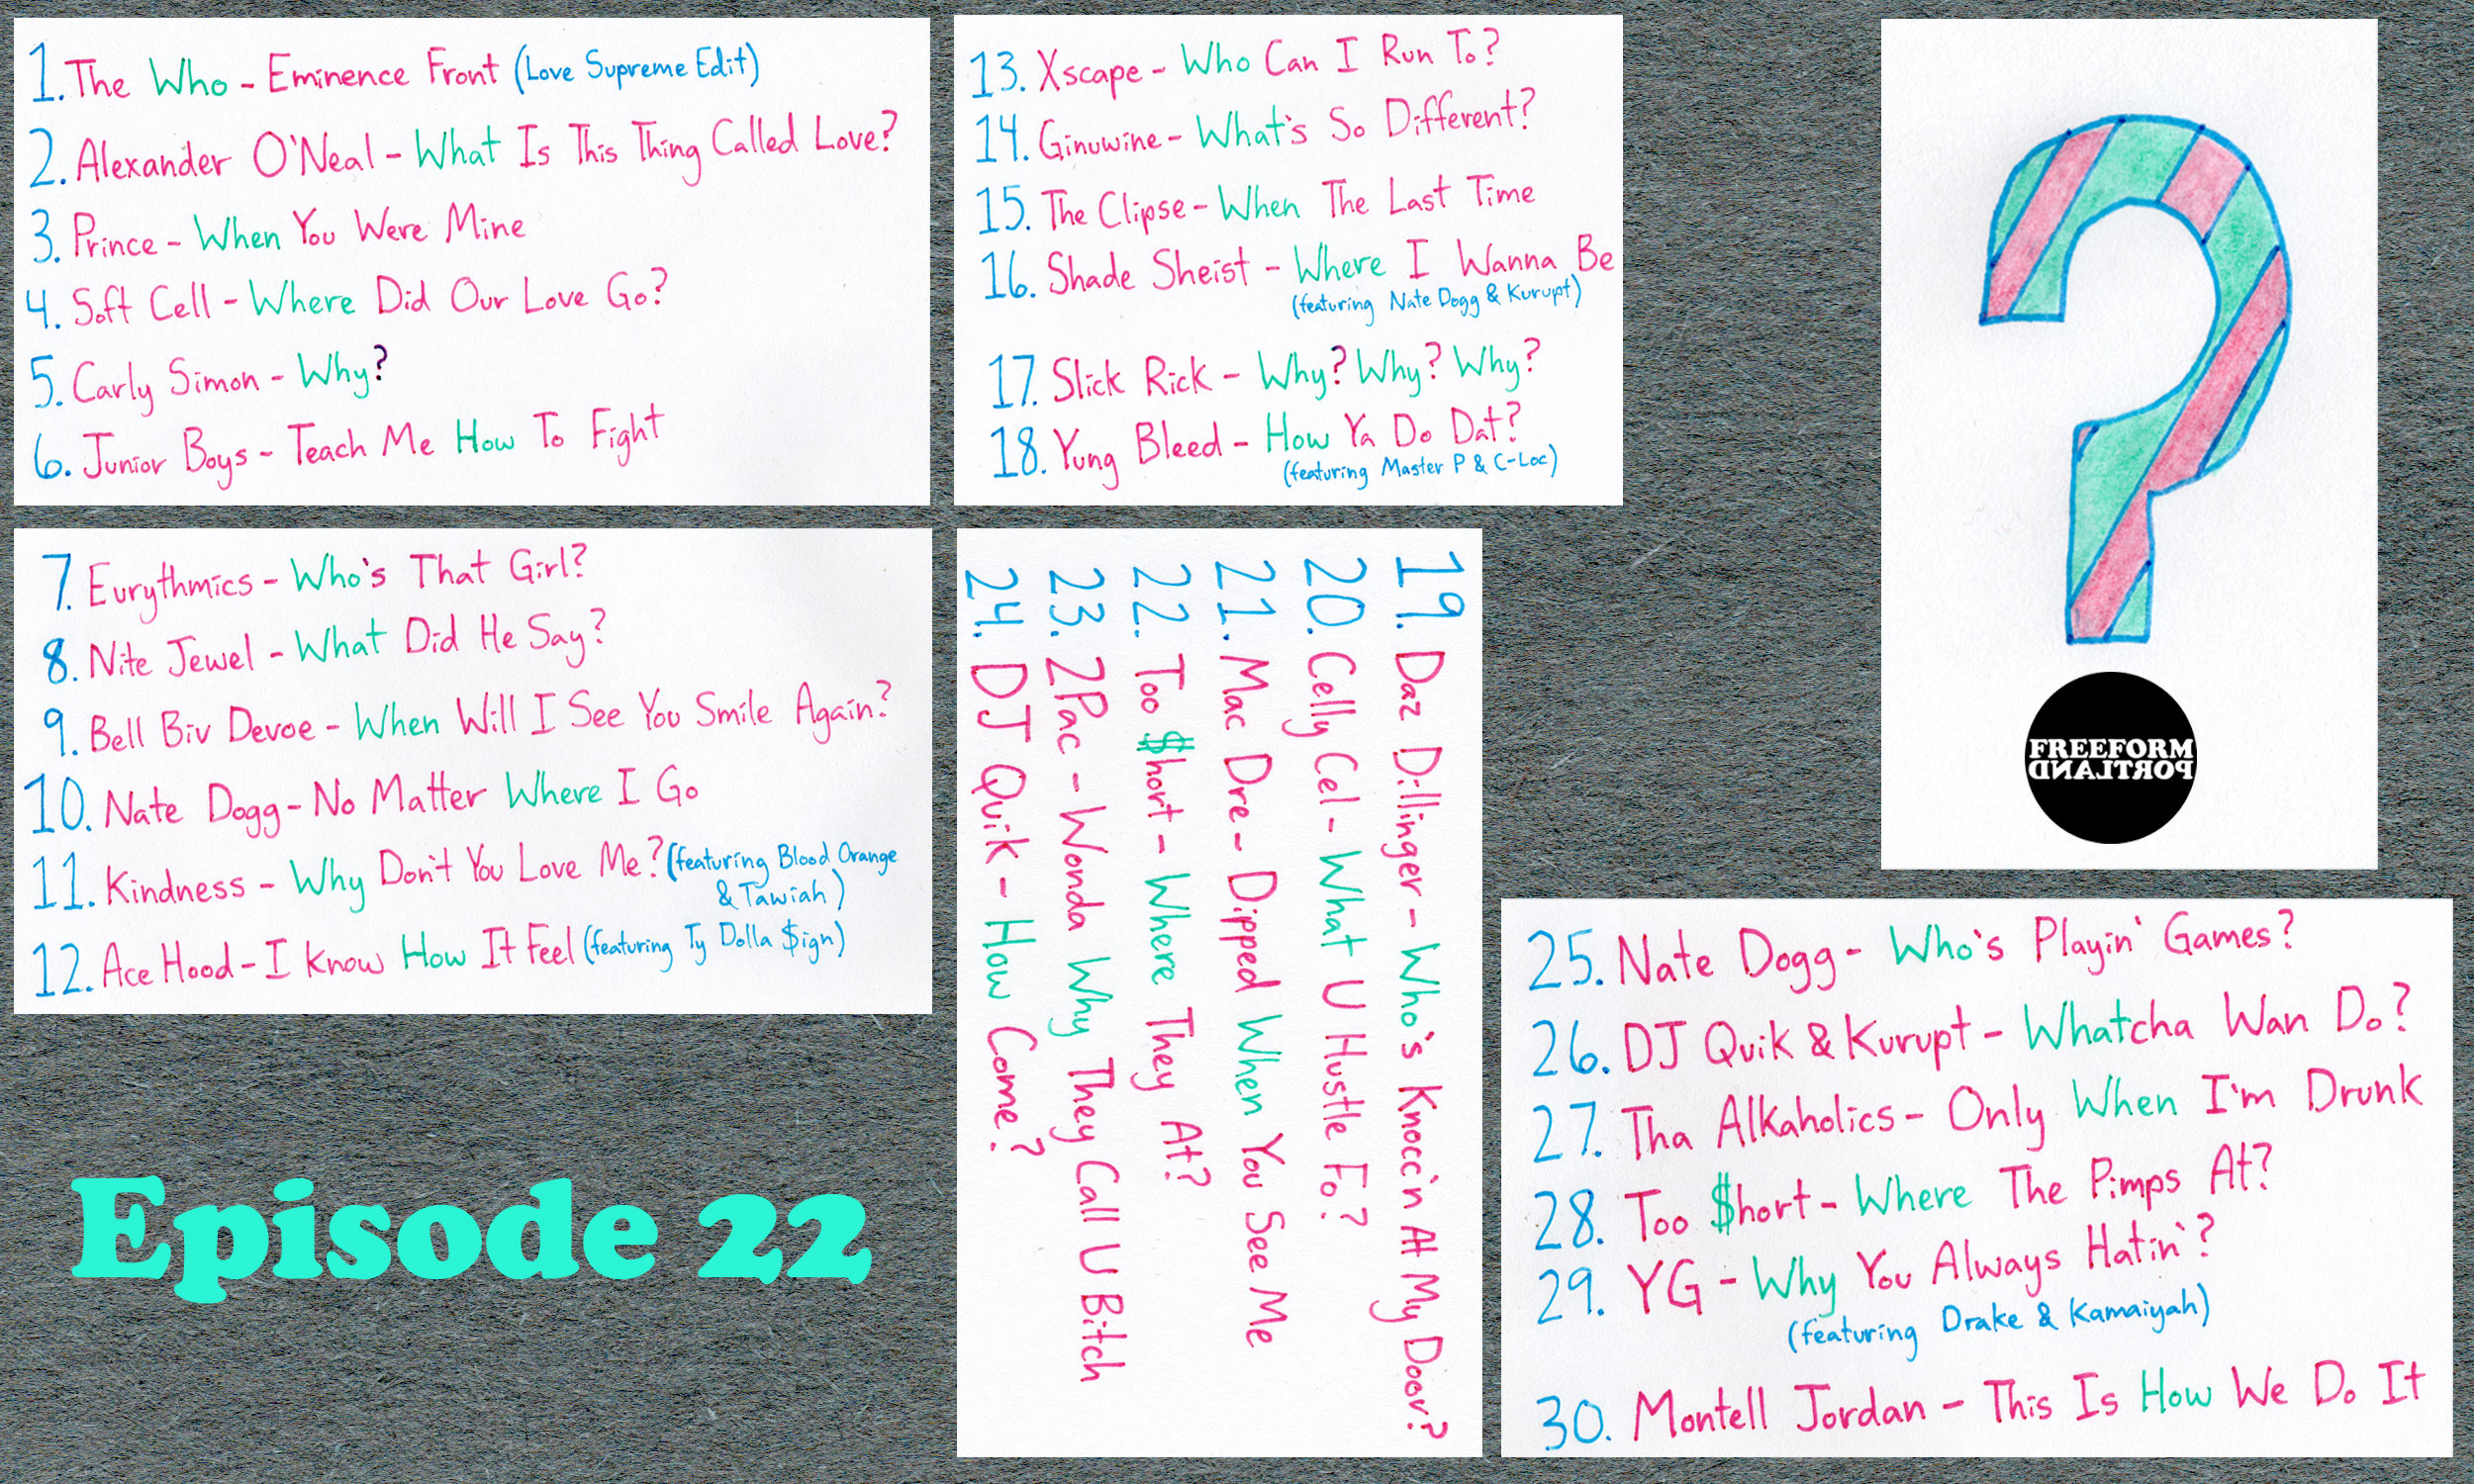 1. The Who - Eminence Front (Love Supreme Edit)
2. Alexander O'Neal - What Is This Thing Called Love?
3. Prince - When You Were Mine
4. Soft Cell - Where Did Our Love Go?
5. Carly Simon - Why?
6. Junior Boys - Teach Me How To Fight
7. Eurythmics - Who's That Girl?
8. Nite Jewel - What Did He Say?
9. Bell Biv Devoe - When Will I See You Smile Again?
10. Nate Dogg - No Matter Where I Go
11. Kindness - Why Don't You Love Me? (featuring Blood Orange
& Tawiah)
12. Ace Hood - I Know How It Feel (featuring Ty Dolla $ign)
13. Xscape - Who Can I Run To?
14. Ginuwine - What's So Different?
15. The Clipse - When The Last Time
16. Shade Sheist - Where I Wanna Be
(featuring Nate Dogg & Kurupt)
17. Slick Rick - Why? Why? Why?
18. Yung Bleed - How Ya Do Dat?
(featuring Master P & C-Loc)
19. Daz Dillinger - Who's Knocc'n At My Door?
20. Celly Cel - What U Hustle Fo?
21. Mac Dre - Dipped When You See Me
22. Too $hort - Where They At?
23. 2Pac - Wonda Why They Call U Bitch
24. DJ Quik - How Come?
25. Nate Dogg - Who's Playin' Games?
26. DJ Quik & Kurupt - Whatcha Wan Do?
27. Tha Alkaholics - Only When I'm Drunk
28. Too $hort - Where The Pimps At?
29. YG - Why You Always Hatin'?
(featuring Drake & Kamaiyah)
30. Montell Jordan - This Is How We Do It
?
FREEFORM
PORTLAND
Episode 22